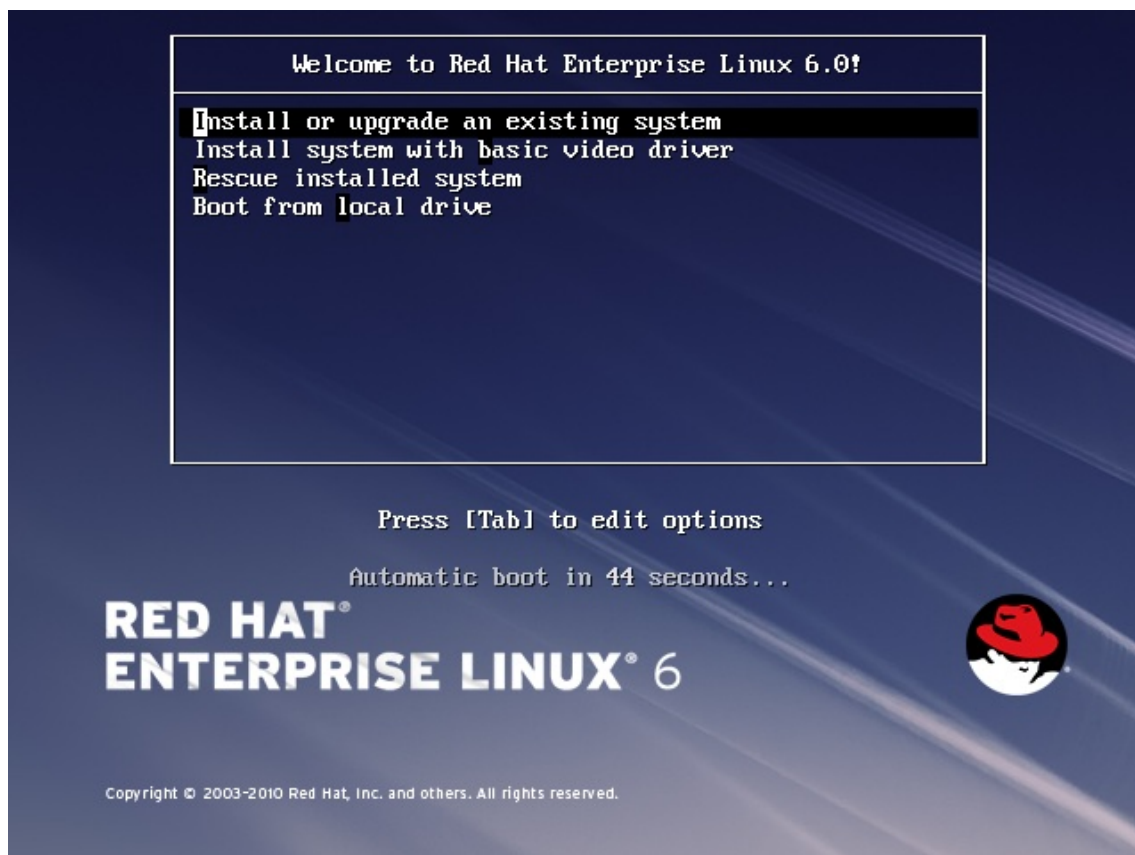 Welcome to Red Hat Enterprise Linux 6.0!
Install or upgrade an existing system
Install system with basic video driver
Rescue installed system
Boot from local drive
Press [Tab] to edit options
Automatic boot in 44 seconds...
RED HAT®
ENTERPRISE LINUX® 6
Copyright © 2003-2010 Red Hat, Inc. and others. All rights reserved.